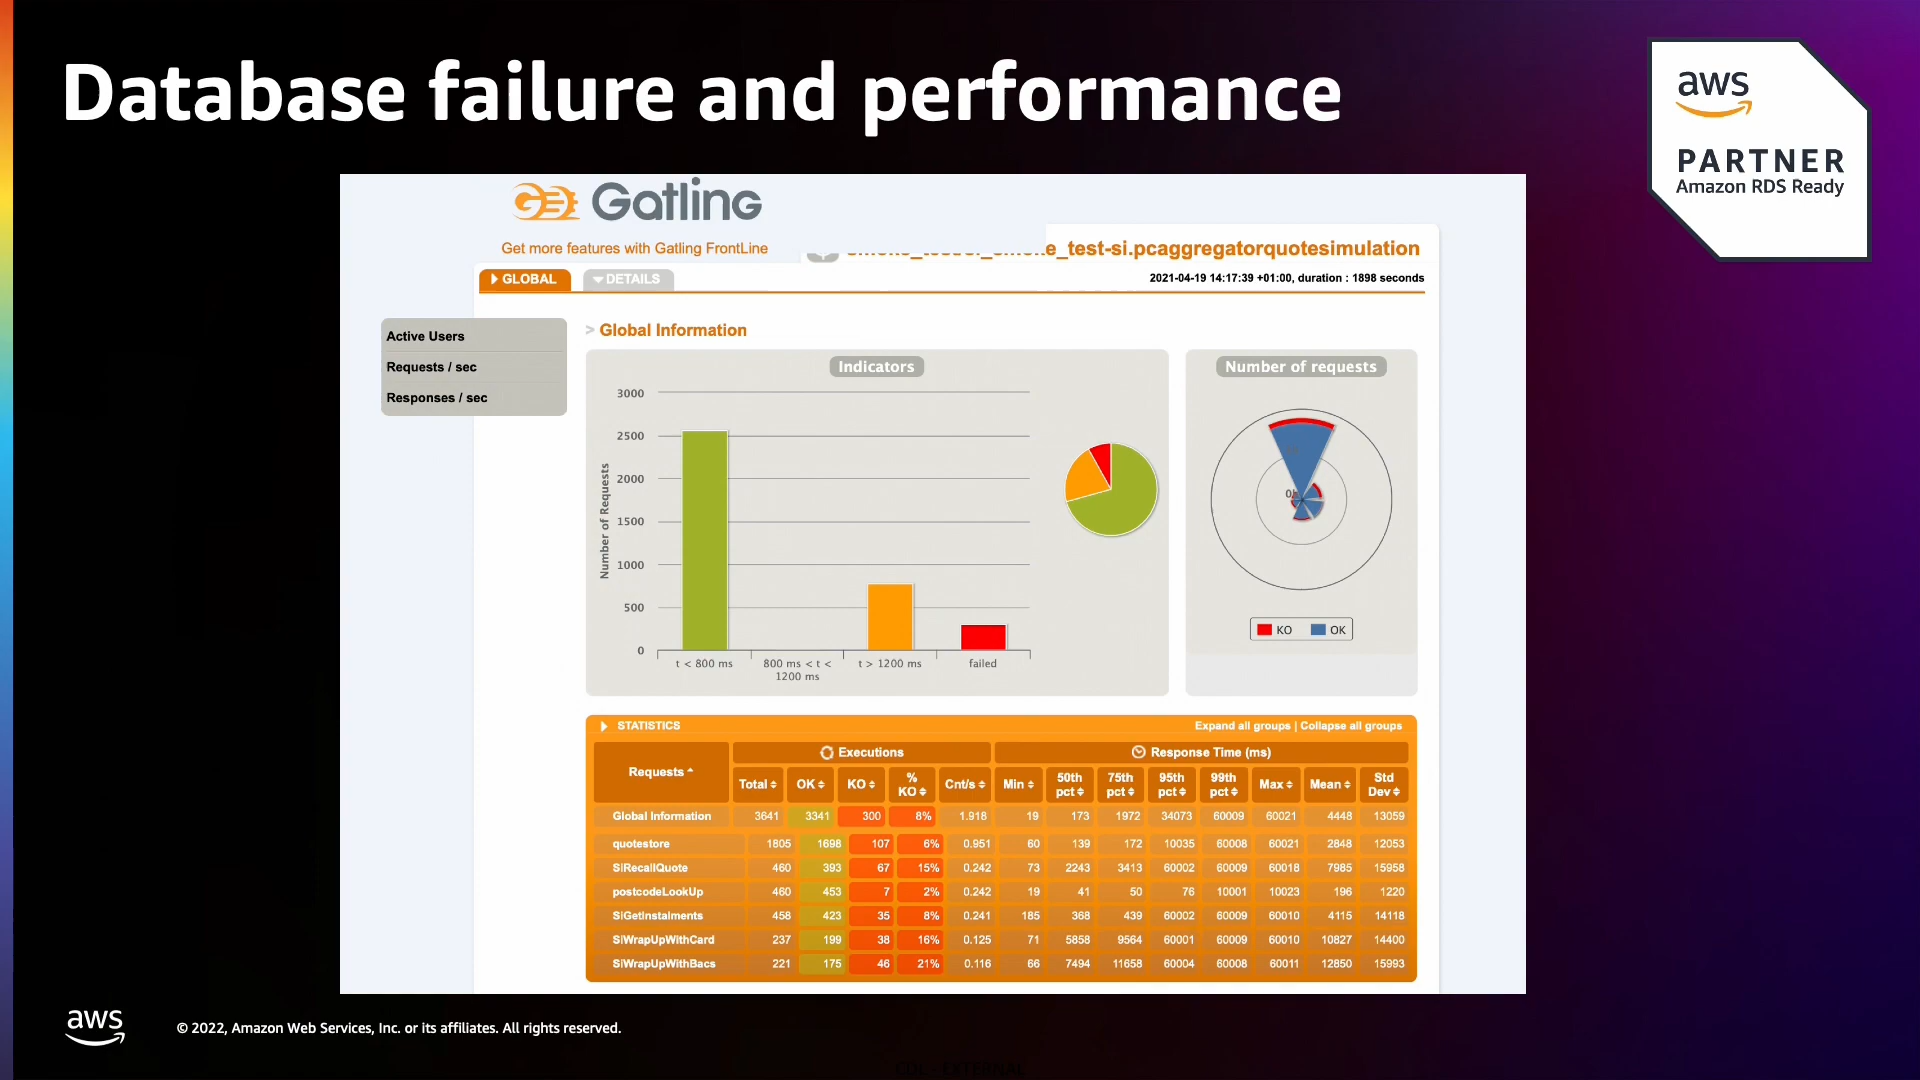 Database failure and performance
aws
PARTNER
Amazon RDS Ready
Gatling
Get more features with Gatling FrontLine
e_test-si.pcaggregatorquotesimulation
GLOBAL
DETAILS
2021-04-19 14:17:39 +01:00, duration : 1898 seconds
Active Users
Requests / sec
Responses / sec
> Global Information
Indicators
Number of Requests
3000
2500
2000
1500
1000
500
0
t < 800 ms
800 ms < t <
1200 ms
t > 1200 ms
failed
Number of requests
KO
OK
STATISTICS
Expand all groups | Collapse all groups
Requests
Executions
Response Time (ms)
Total OK KO % KO Cnt/s Min 50th pct 75th pct 95th pct 99th pct Max Mean Std Dev
Global Information 3641 3341 300 8% 1.918 19 173 1972 34073 60009 60021 4448 13059
quotestore 1805 1698 107 6% 0.951 60 139 172 10035 60008 60021 2848 12053
SiRecallQuote 460 393 67 15% 0.242 73 2243 3413 60002 60009 60018 7985 15958
postcodeLookUp 460 453 7 2% 0.242 19 41 50 76 10001 10023 196 1220
SiGetInstalments 458 423 35 8% 0.241 185 368 439 60002 60009 60010 4115 14118
SiWrapUpWithCard 237 199 38 16% 0.125 71 5858 9564 60001 60009 60010 10827 14400
SiWrapUpWithBacs 221 175 46 21% 0.116 66 7494 11658 60004 60008 60011 12850 15993
aws
© 2022, Amazon Web Services, Inc. or its affiliates. All rights reserved.